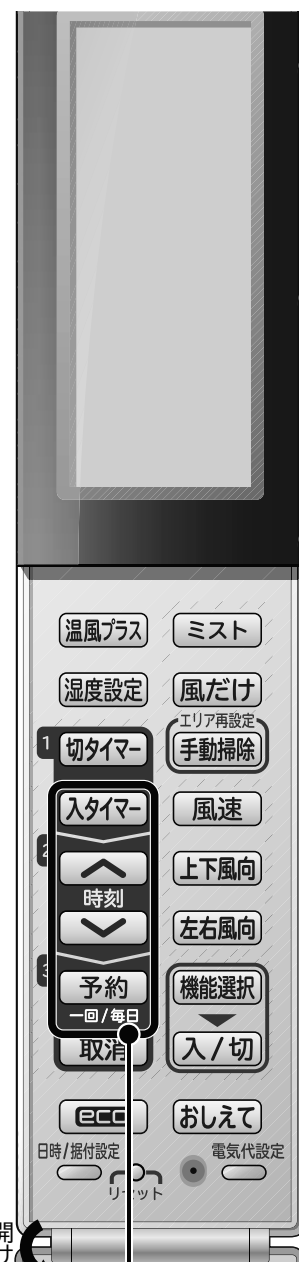 温風プラス
ミスト
湿度設定
風だけ
エリア再設定
1
切タイマー
手動掃除
入タイマー
風速
2
時刻
上下風向
左右風向
3
予約
一回/毎日
機能選択
取消
入/切
eco
おしえて
日時/据付設定
電気代設定
リセット
開
け